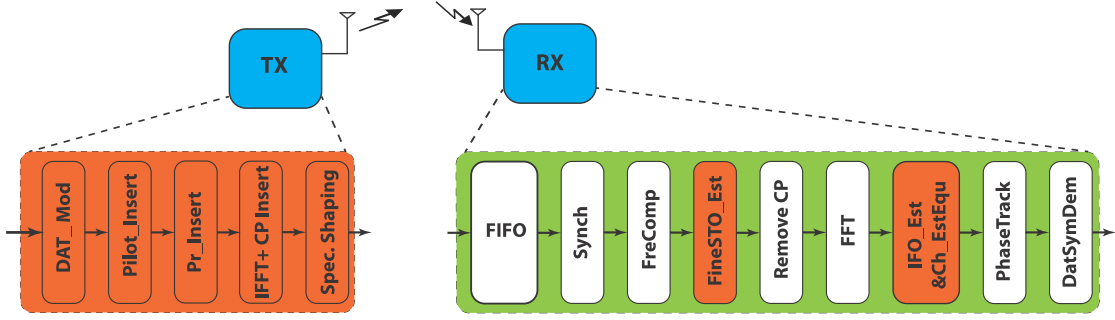 TX
RX
DAT_Mod
Pilot_Insert
Pr_Insert
IFFT+ CP Insert
Spec. Shaping
FIFO
Synch
FreComp
FineSTO_Est
Remove CP
FFT
IFO_Est
&Ch_EstEqu
PhaseTrack
DatSymDem